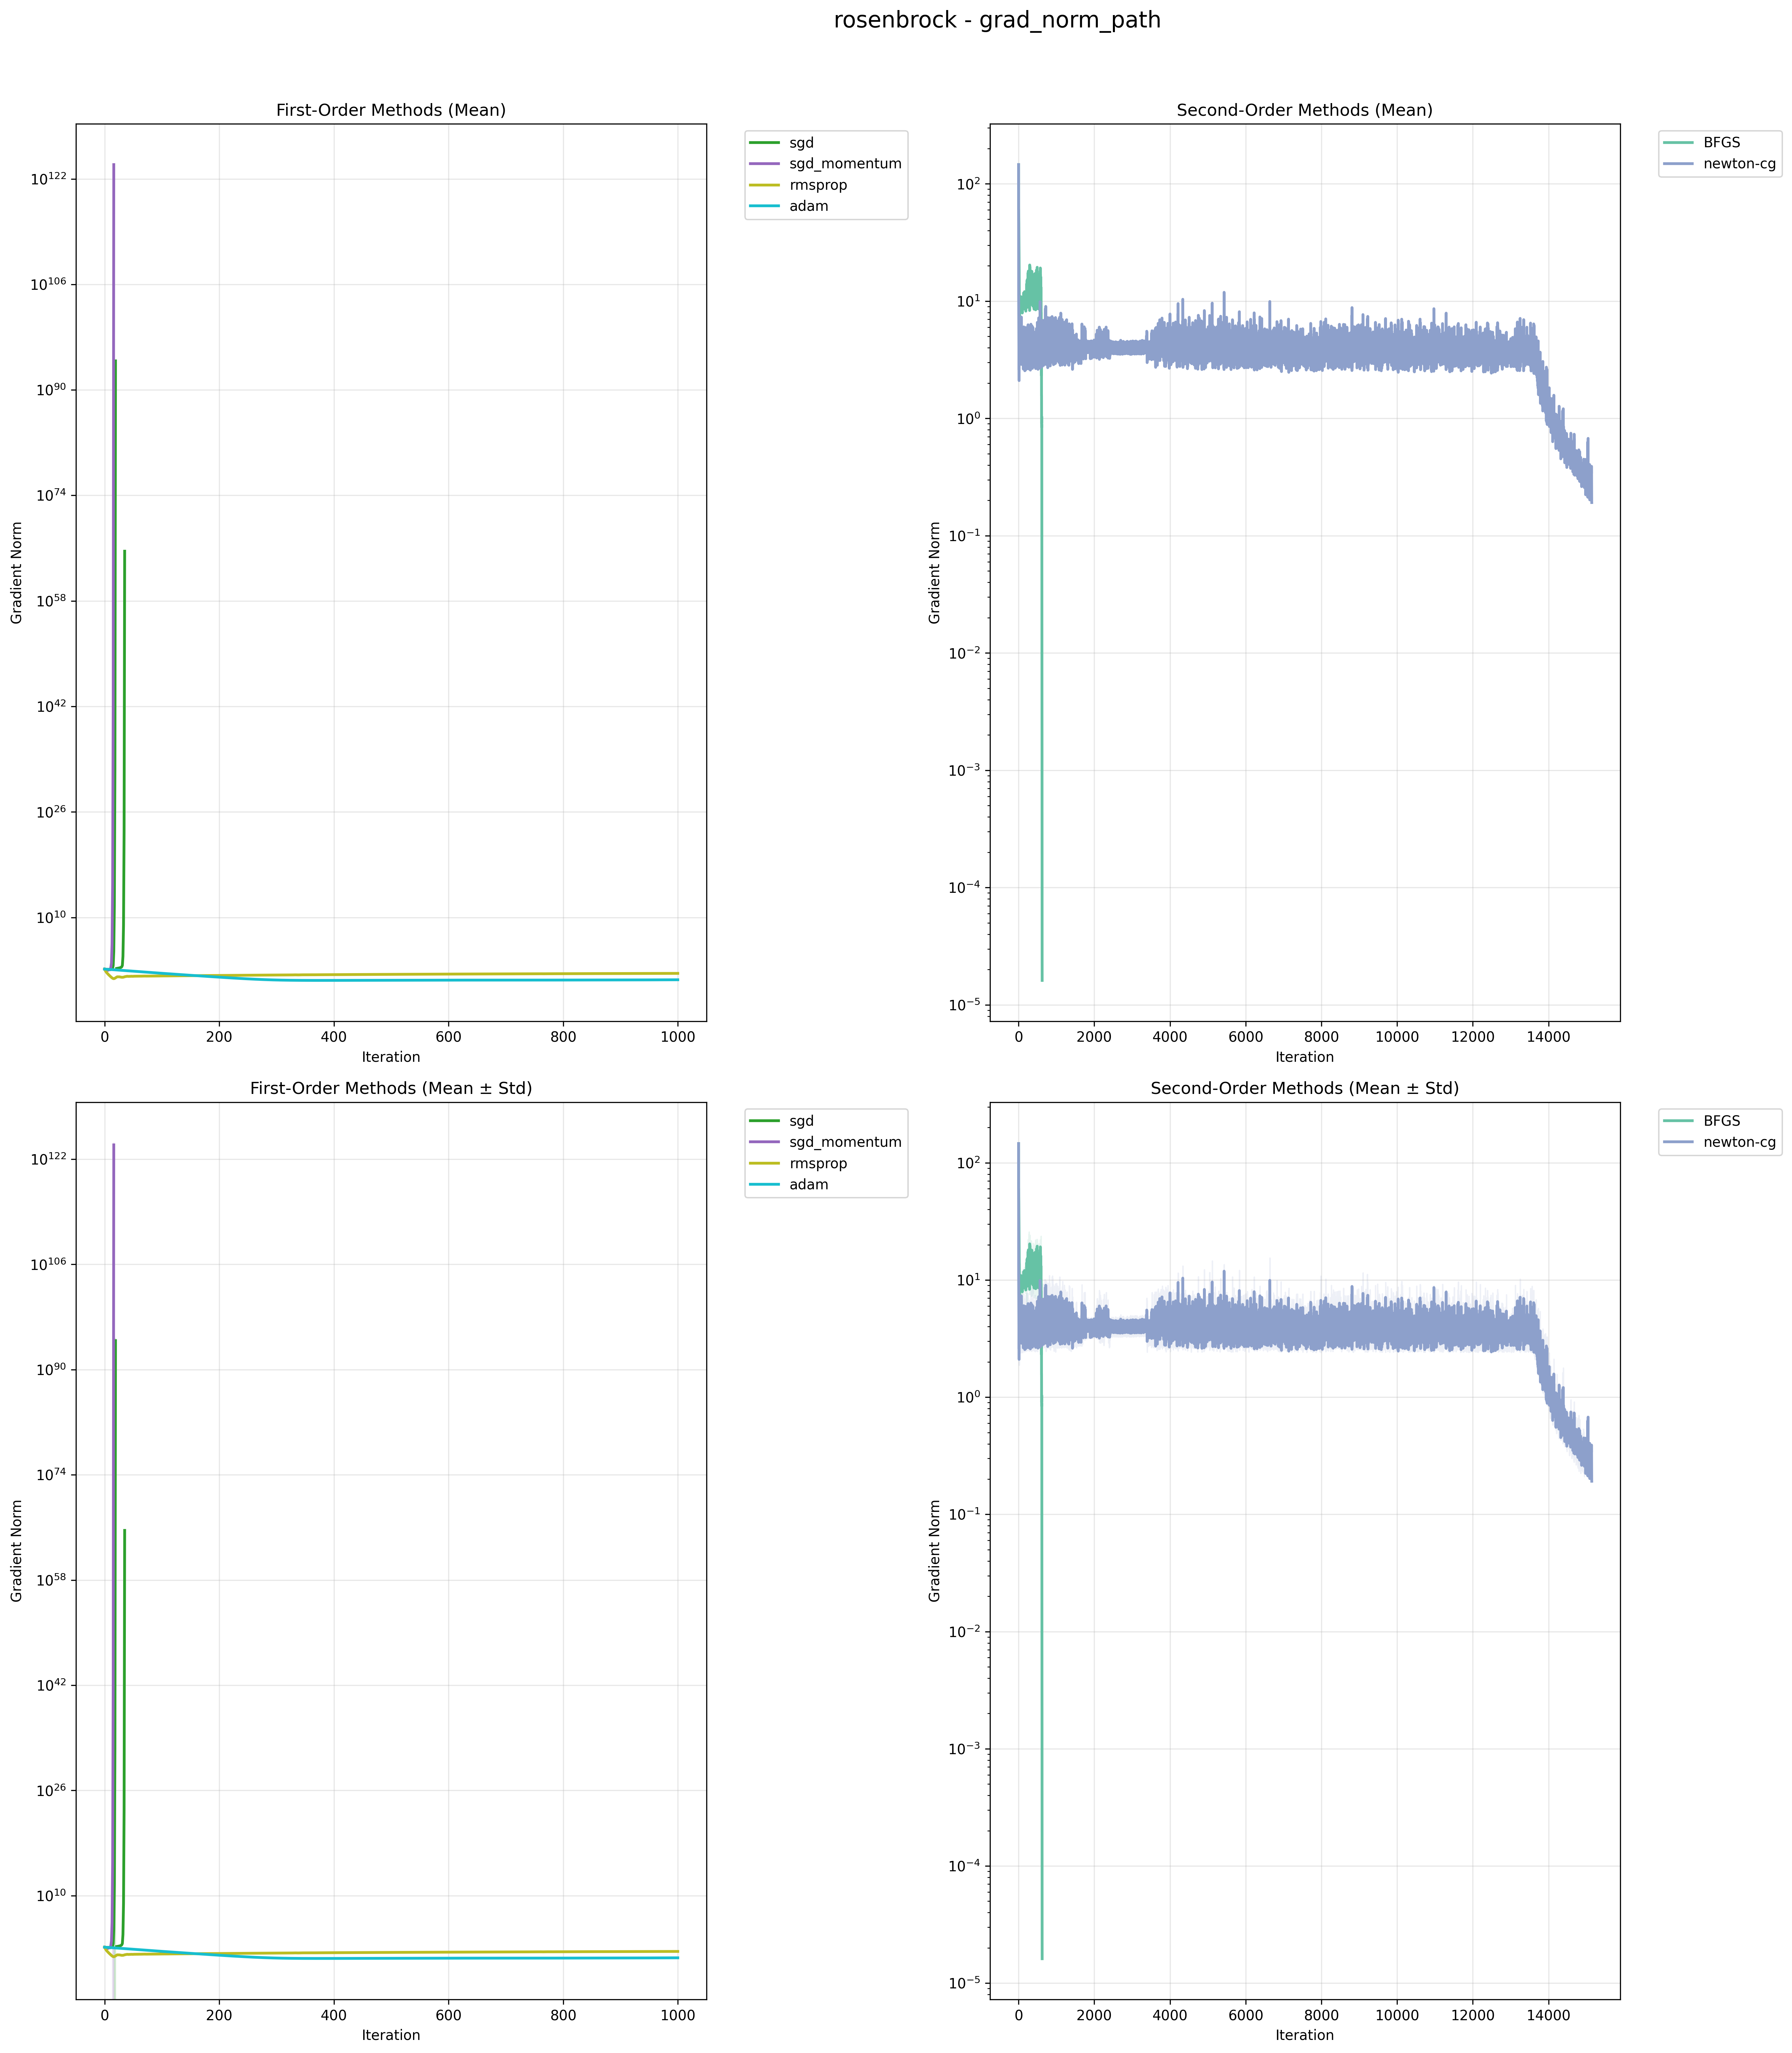 rosenbrock - grad_norm_path
First-Order Methods (Mean)
10^122
10^106
10^90
10^74
10^58
10^42
10^26
10^10
Gradient Norm
0 200 400 600 800 1000
Iteration
sgd
sgd_momentum
rmsprop
adam
Second-Order Methods (Mean)
10^2
10^1
10^0
10^−1
10^−2
10^−3
10^−4
10^−5
Gradient Norm
0 2000 4000 6000 8000 10000 12000 14000
Iteration
BFGS
newton-cg
First-Order Methods (Mean ± Std)
10^122
10^106
10^90
10^74
10^58
10^42
10^26
10^10
Gradient Norm
0 200 400 600 800 1000
Iteration
sgd
sgd_momentum
rmsprop
adam
Second-Order Methods (Mean ± Std)
10^2
10^1
10^0
10^−1
10^−2
10^−3
10^−4
10^−5
Gradient Norm
0 2000 4000 6000 8000 10000 12000 14000
Iteration
BFGS
newton-cg